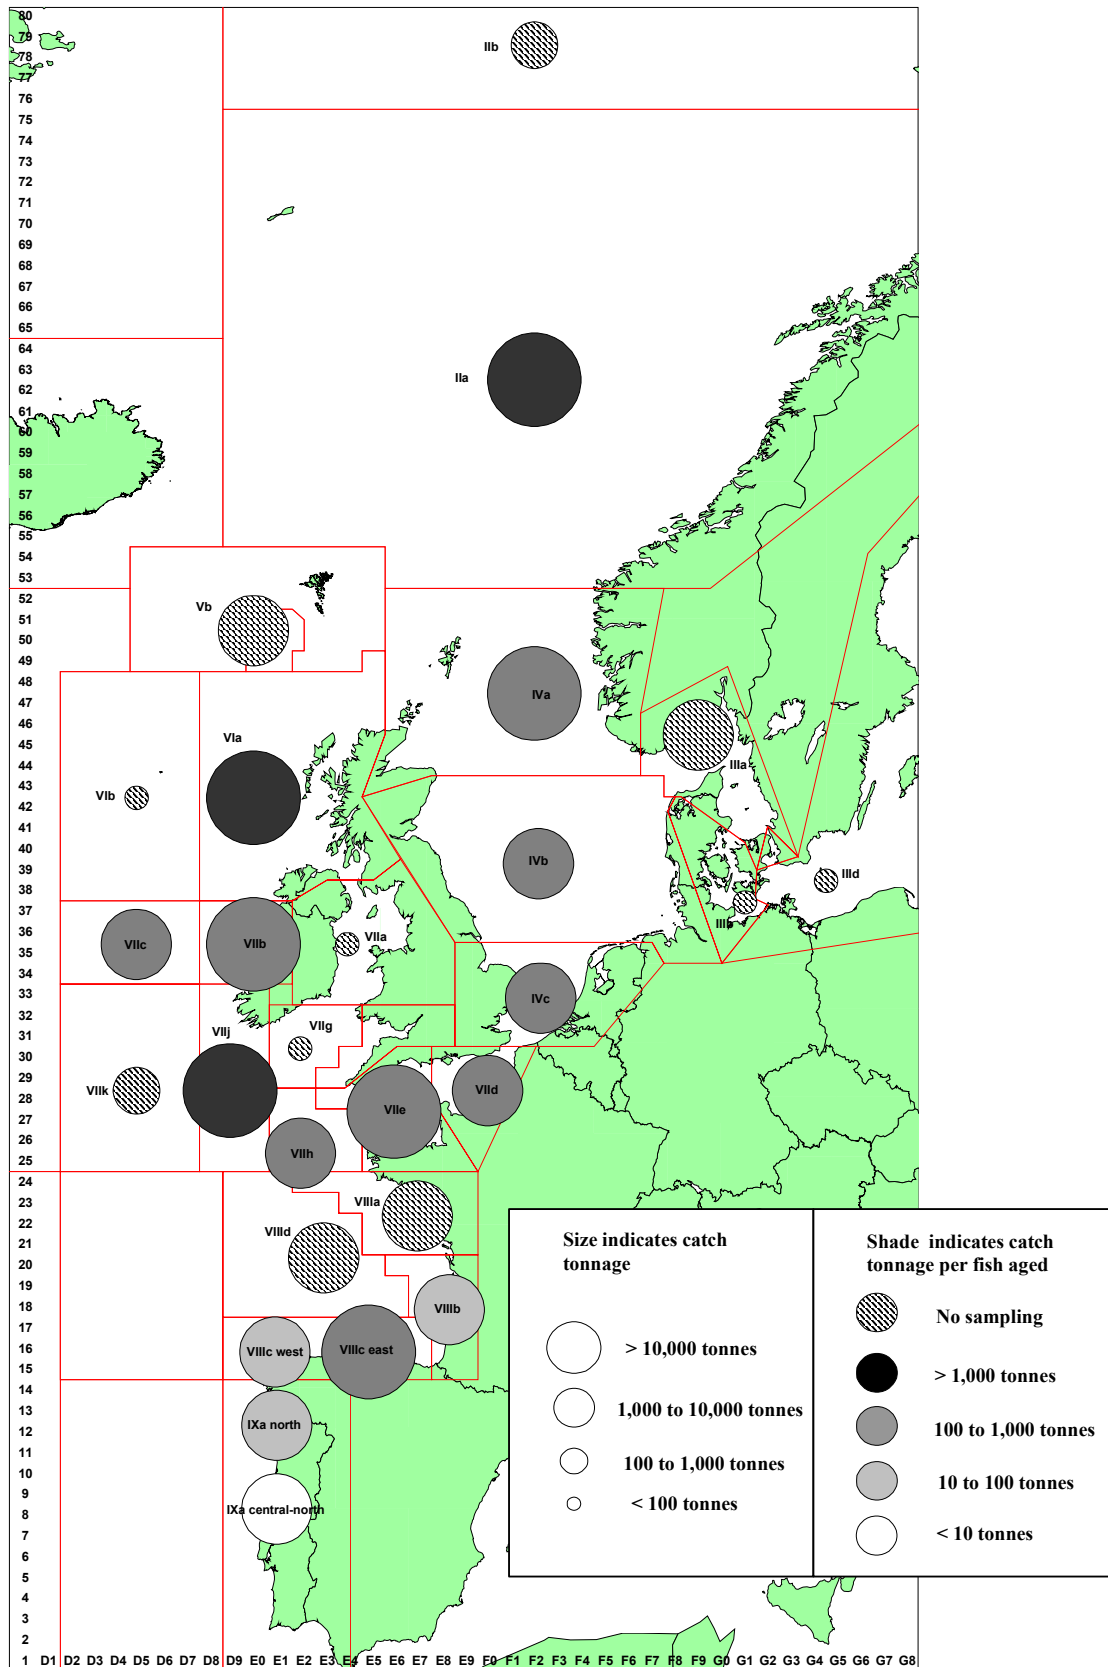 80
79
78
77
76
75
74
73
72
71
70
69
68
67
66
65
64
63
62
61
60
59
58
57
56
55
54
53
52
51
50
49
48
47
46
45
44
43
42
41
40
39
38
37
36
35
34
33
32
31
30
29
28
27
26
25
24
23
22
21
20
19
18
17
16
15
14
13
12
11
10
9
8
7
6
5
4
3
2
1 D1 D2 D3 D4 D5 D6 D7 D8 D9 E0 E1 E2 E3 E4 E5 E6 E7 E8 E9 F0 F1 F2 F3 F4 F5 F6 F7 F8 F9 G0 G1 G2 G3 G4 G5 G6 G7 G8
IIb
IIa
Vb
IVa
VIa
IIIa
VIb
IVb
IIId
IIIb
VIIc
VIIb
VIIa
IVc
VIIg
VIIj
VIIk
VIId
VIIe
VIIh
VIIIa
VIIId
VIIIb
VIIIc west
VIIIc east
IXa north
IXa central-north
Size indicates catch
tonnage
> 10,000 tonnes
1,000 to 10,000 tonnes
100 to 1,000 tonnes
< 100 tonnes
Shade indicates catch
tonnage per fish aged
No sampling
> 1,000 tonnes
100 to 1,000 tonnes
10 to 100 tonnes
< 10 tonnes